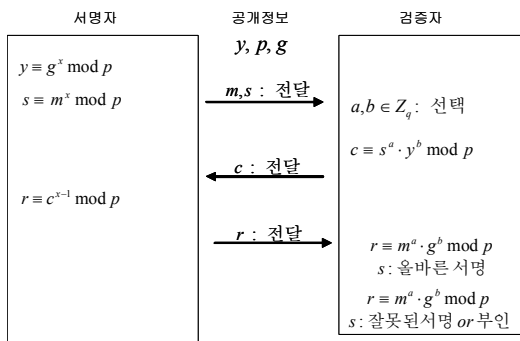 서명자 공개정보 검증자
y, p, g
y ≡ g^x mod p
s ≡ m^x mod p
m,s : 전달
a,b ∈ Z_q : 선택
c ≡ s^a · y^b mod p
c : 전달
r ≡ c^{x-1} mod p
r : 전달
r ≡ m^a · g^b mod p
s : 올바른 서명
r ≡ m^a · g^b mod p
s : 잘못된서명 or 부인